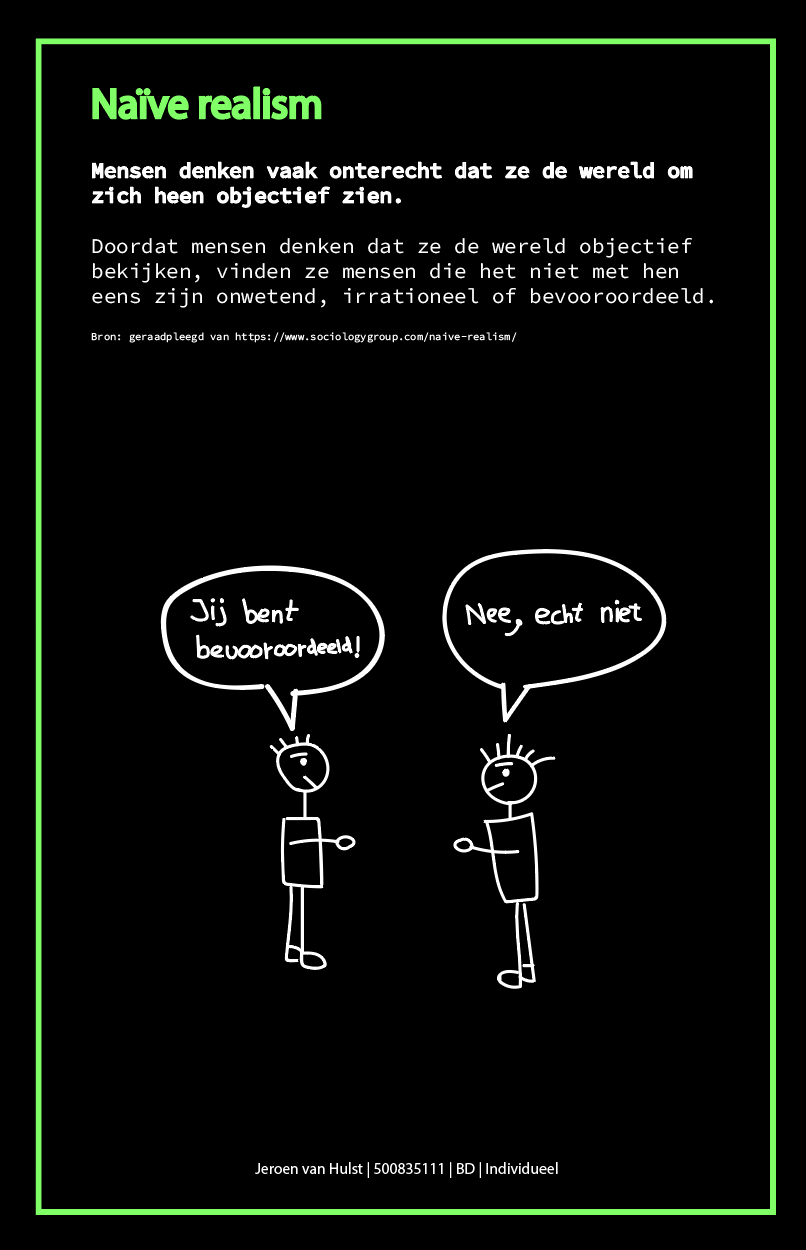 Naïve realism
Mensen denken vaak onterecht dat ze de wereld om
zich heen objectief zien.
Doordat mensen denken dat ze de wereld objectief
bekijken, vinden ze mensen die het niet met hen
eens zijn onwetend, irrationeel of bevooroordeeld.
Bron: geraadpleegd van https://www.sociologygroup.com/naive-realism/
Jij bent
bevooroordeeld!
Nee, echt niet
Jeroen van Hulst | 500835111 | BD | Individueel